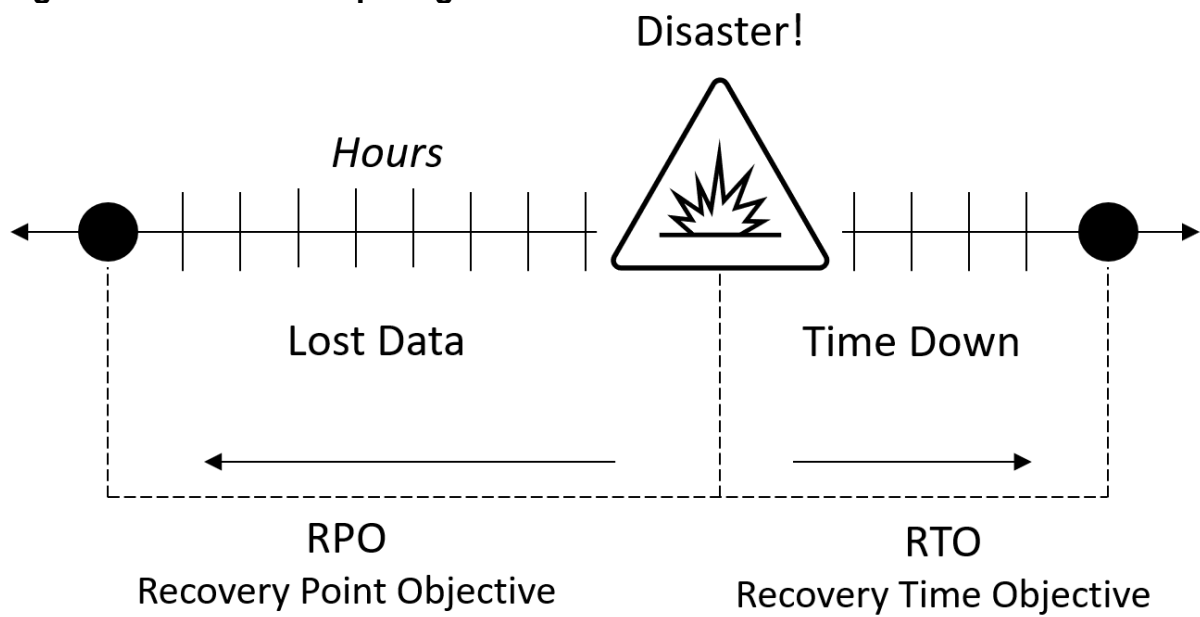 Disaster!
Hours
Lost Data
Time Down
RPO
Recovery Point Objective
RTO
Recovery Time Objective